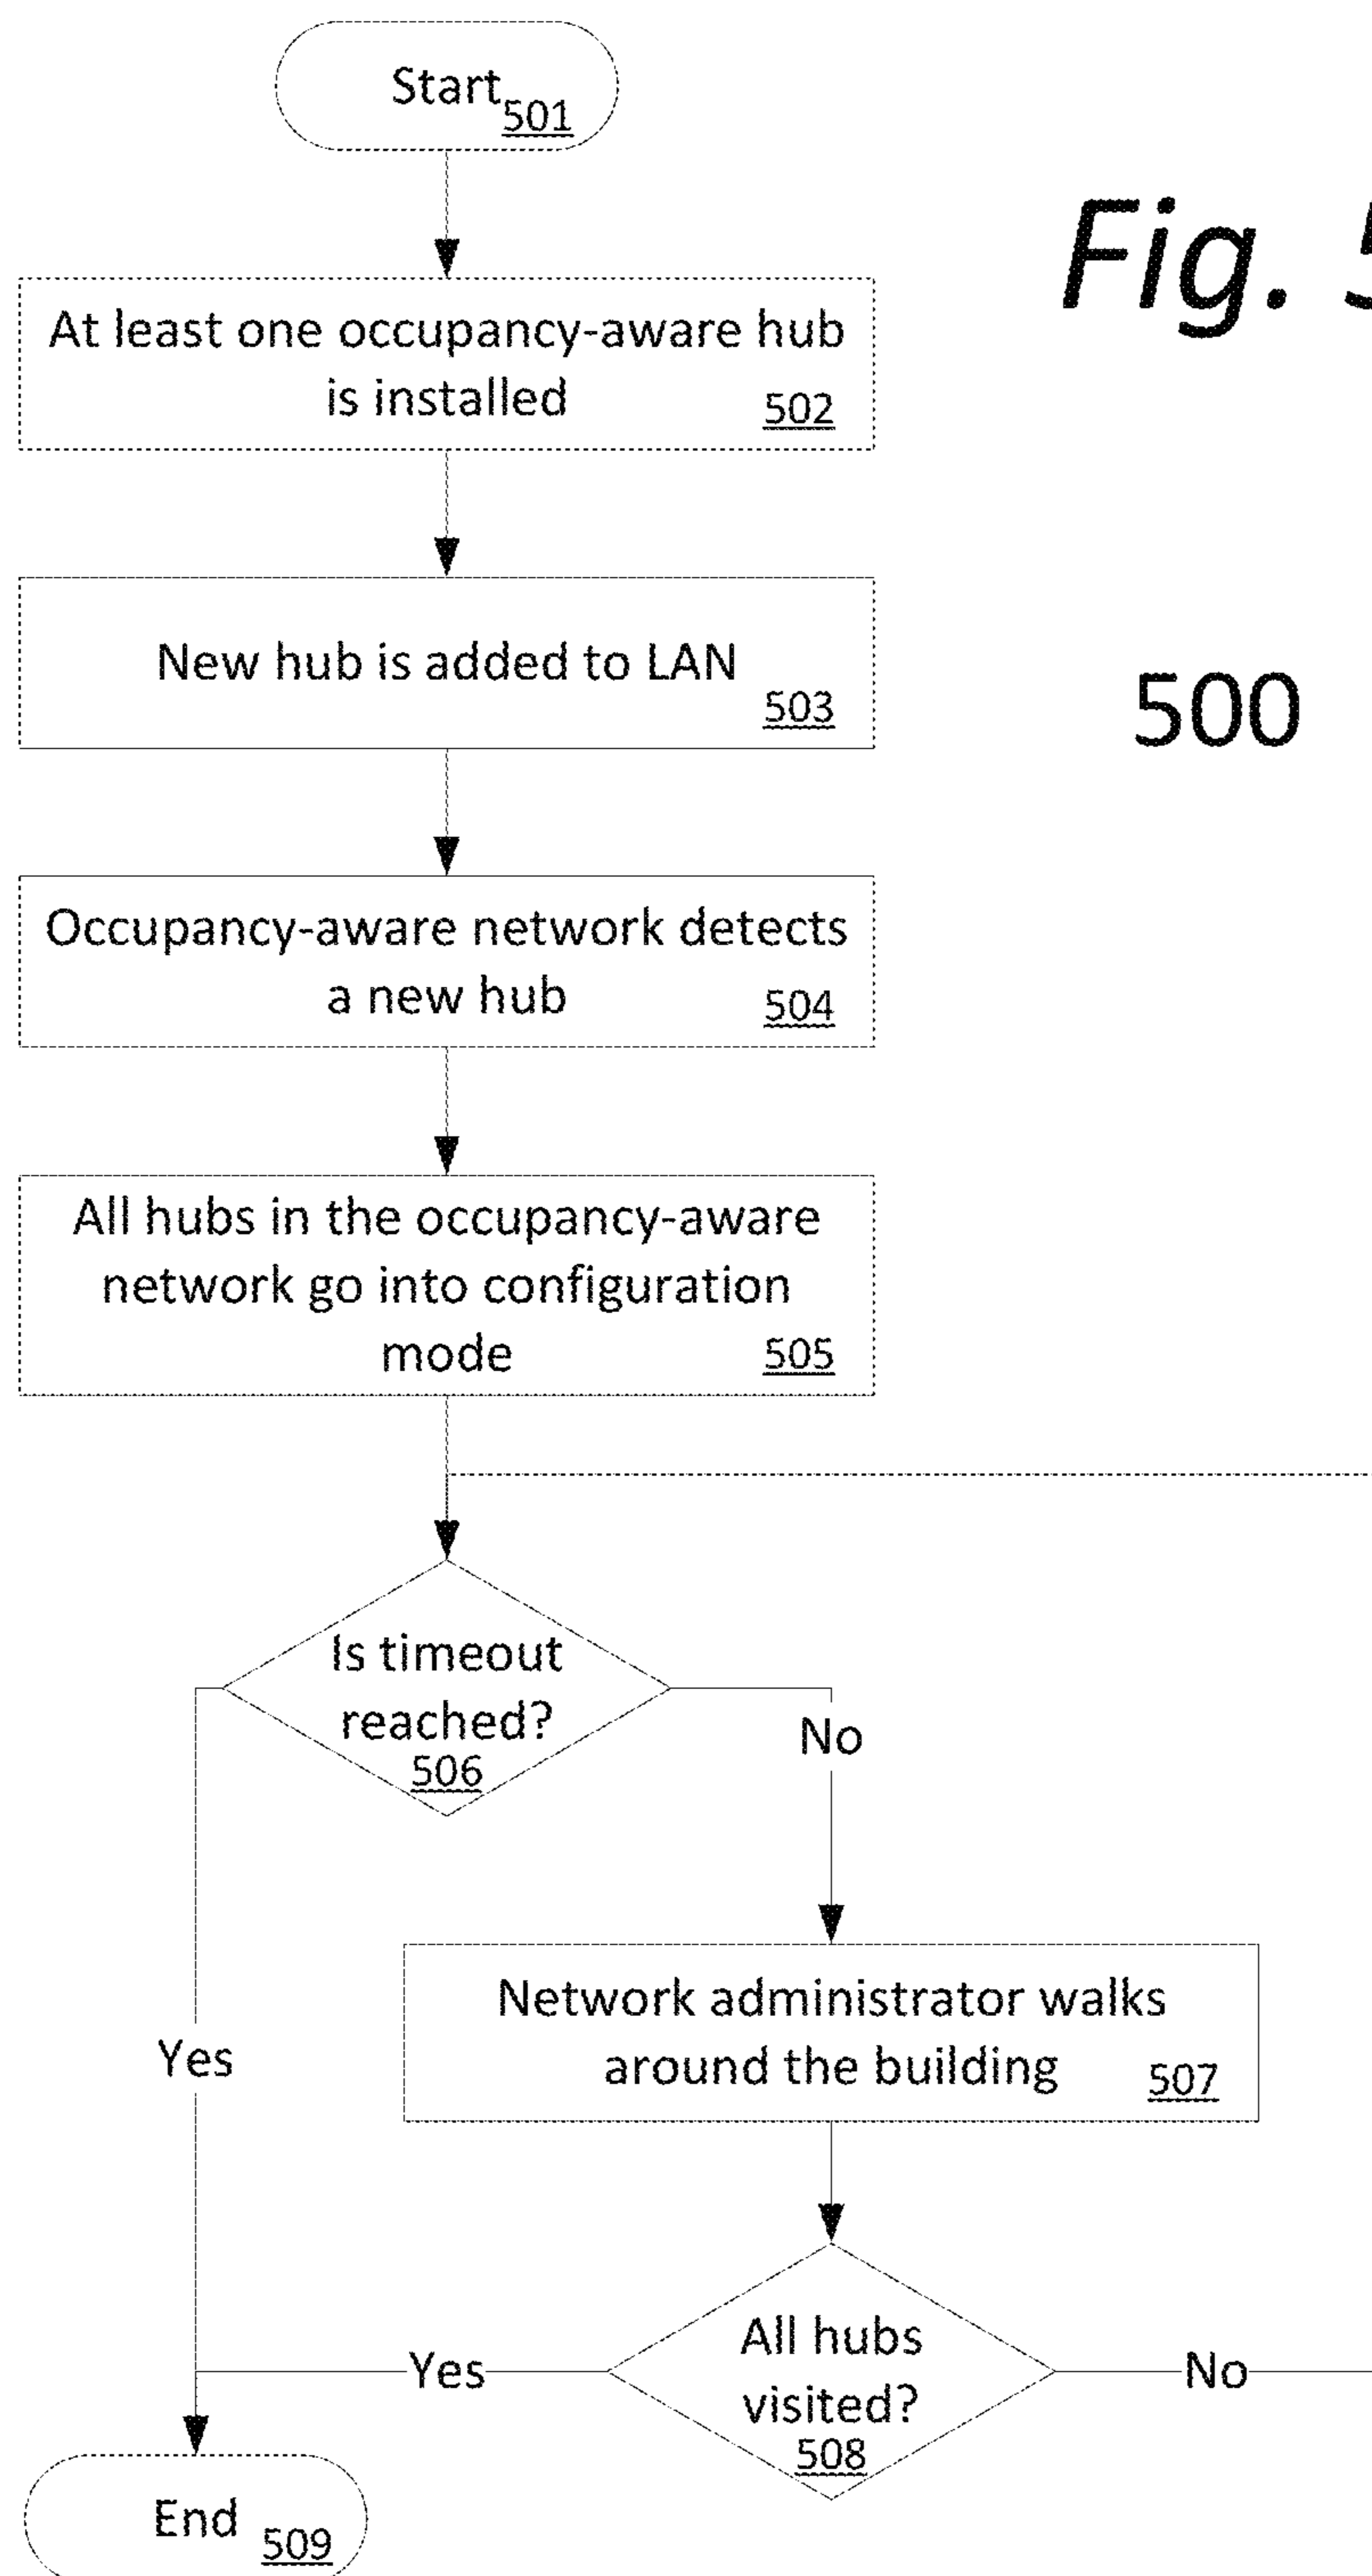 Start
501
Fig. 5
At least one occupancy-aware hub
is installed
502
New hub is added to LAN
503
500
Occupancy-aware network detects
a new hub
504
All hubs in the occupancy-aware
network go into configuration
mode
505
Is timeout
reached?
506
No
Network administrator walks
around the building
507
Yes
All hubs
visited?
508
Yes
No
End
509